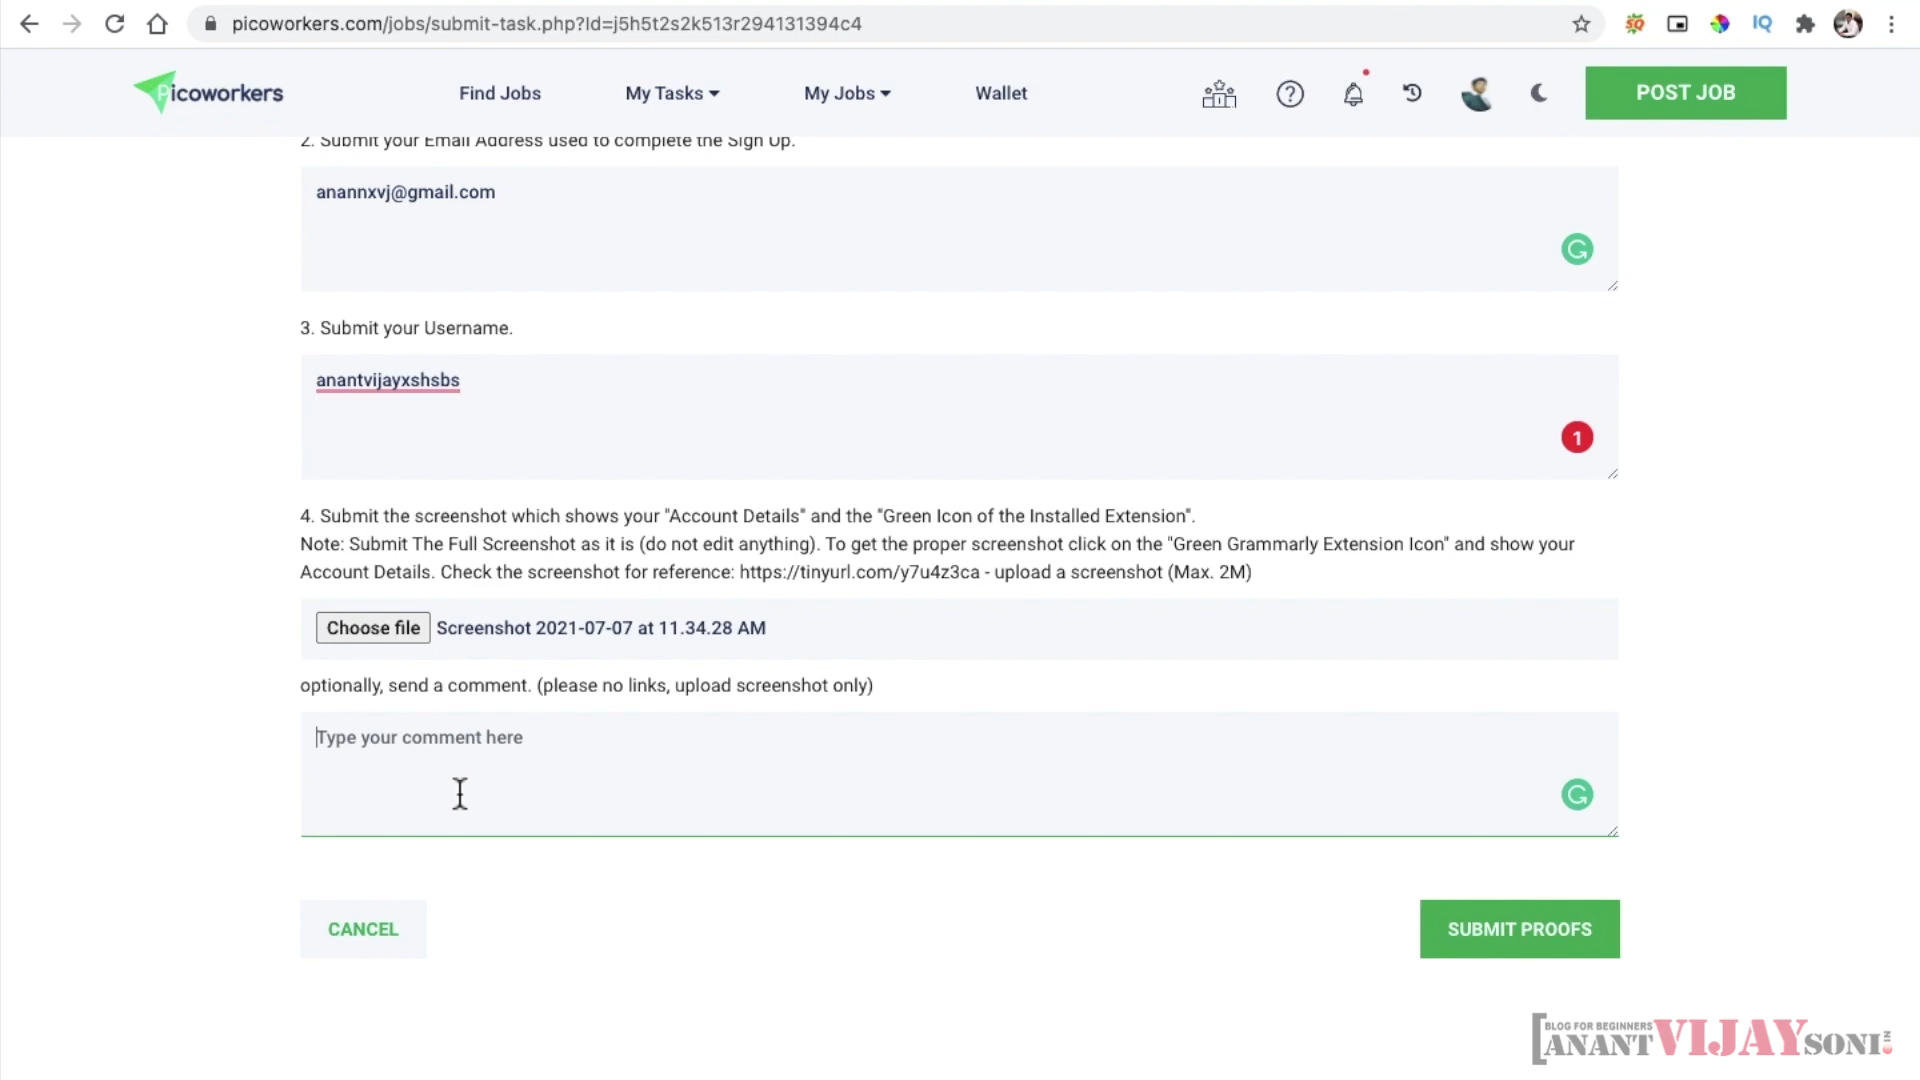 picoworkers.com/jobs/submit-task.php?Id=j5h5t2s2k513r294131394c4
SQ
IQ
Picoworkers
Find Jobs
My Tasks
My Jobs
Wallet
POST JOB
2. Submit your Email Address used to complete the Sign Up.
anannxvj@gmail.com
3. Submit your Username.
anantvijayxshsbs
1
4. Submit the screenshot which shows your "Account Details" and the "Green Icon of the Installed Extension".
Note: Submit The Full Screenshot as it is (do not edit anything). To get the proper screenshot click on the "Green Grammarly Extension Icon" and show your
Account Details. Check the screenshot for reference: https://tinyurl.com/y7u4z3ca - upload a screenshot (Max. 2M)
Choose file Screenshot 2021-07-07 at 11.34.28 AM
optionally, send a comment. (please no links, upload screenshot only)
Type your comment here
CANCEL
SUBMIT PROOFS
BLOG FOR BEGINNERS
ANANTVIJAYSONI.IN